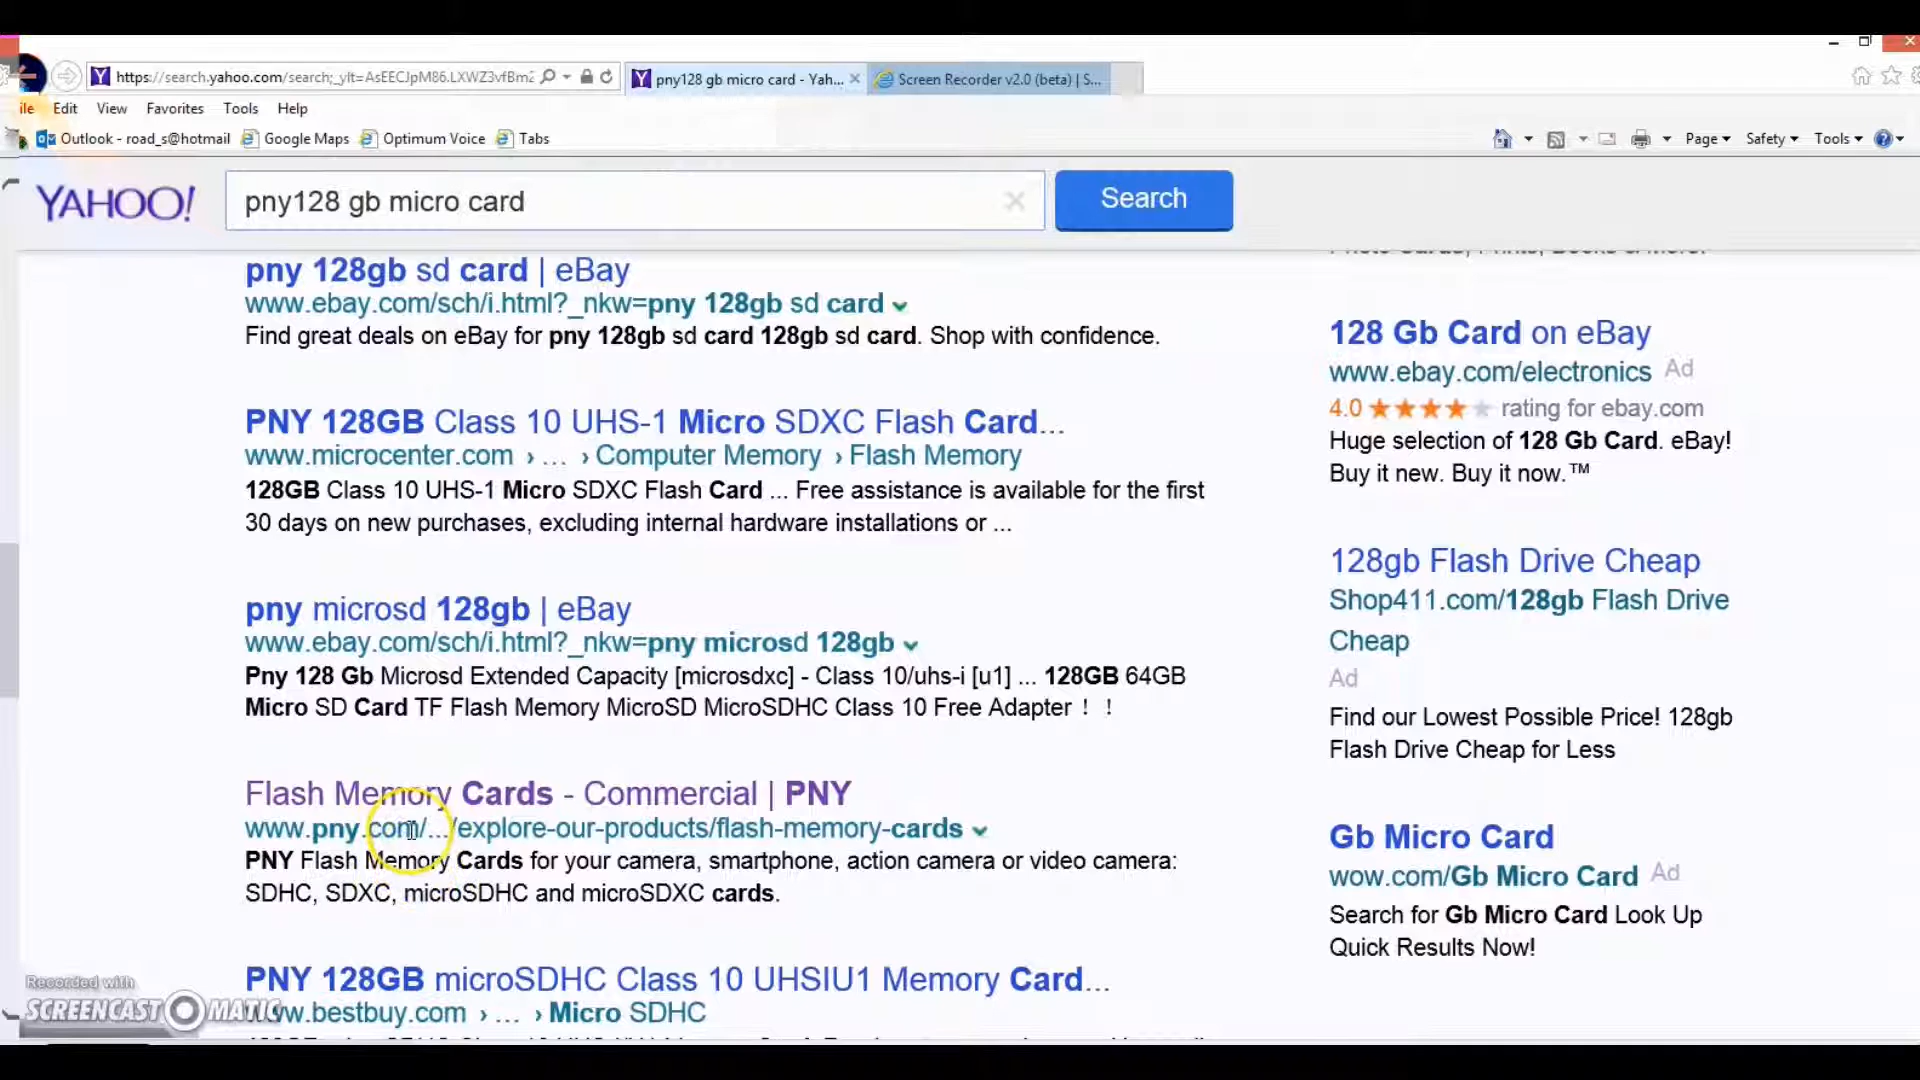 https://search.yahoo.com/search;_ylt=AsEECJpM86.LXWZ3vfBm2
pny128 gb micro card - Yah...
Screen Recorder v2.0 (beta) | S...
ile Edit View Favorites Tools Help
Outlook - road_s@hotmail Google Maps Optimum Voice Tabs
Page Safety Tools
YAHOO!
pny128 gb micro card
Search
pny 128gb sd card | eBay
www.ebay.com/sch/i.html?_nkw=pny 128gb sd card
Find great deals on eBay for pny 128gb sd card 128gb sd card. Shop with confidence.
PNY 128GB Class 10 UHS-1 Micro SDXC Flash Card...
www.microcenter.com › ... › Computer Memory › Flash Memory
128GB Class 10 UHS-1 Micro SDXC Flash Card ... Free assistance is available for the first
30 days on new purchases, excluding internal hardware installations or ...
pny microsd 128gb | eBay
www.ebay.com/sch/i.html?_nkw=pny microsd 128gb
Pny 128 Gb Microsd Extended Capacity [microsdxc] - Class 10/uhs-i [u1] ... 128GB 64GB
Micro SD Card TF Flash Memory MicroSD MicroSDHC Class 10 Free Adapter！！
Flash Memory Cards - Commercial | PNY
www.pny.com/.../explore-our-products/flash-memory-cards
PNY Flash Memory Cards for your camera, smartphone, action camera or video camera:
SDHC, SDXC, microSDHC and microSDXC cards.
PNY 128GB microSDHC Class 10 UHSIU1 Memory Card...
www.bestbuy.com › ... › Micro SDHC
128 Gb Card on eBay
www.ebay.com/electronics Ad
4.0 rating for ebay.com
Huge selection of 128 Gb Card. eBay!
Buy it new. Buy it now.™
128gb Flash Drive Cheap
Shop411.com/128gb Flash Drive
Cheap
Ad
Find our Lowest Possible Price! 128gb
Flash Drive Cheap for Less
Gb Micro Card
wow.com/Gb Micro Card Ad
Search for Gb Micro Card Look Up
Quick Results Now!
Recorded with
SCREENCAST MATIC